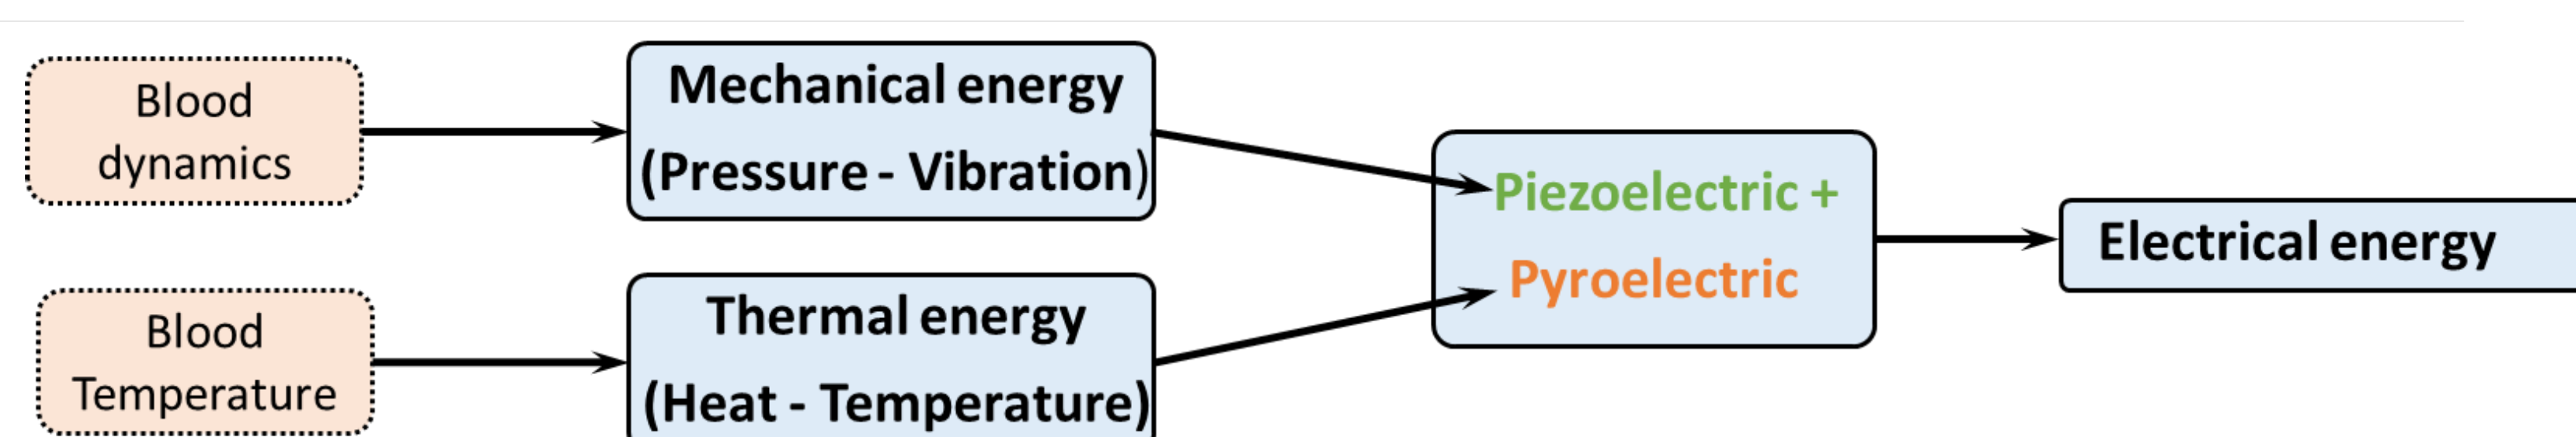 Blood
dynamics
Mechanical energy
(Pressure - Vibration)
Piezoelectric +
Pyroelectric
Electrical energy
Blood
Temperature
Thermal energy
(Heat - Temperature)